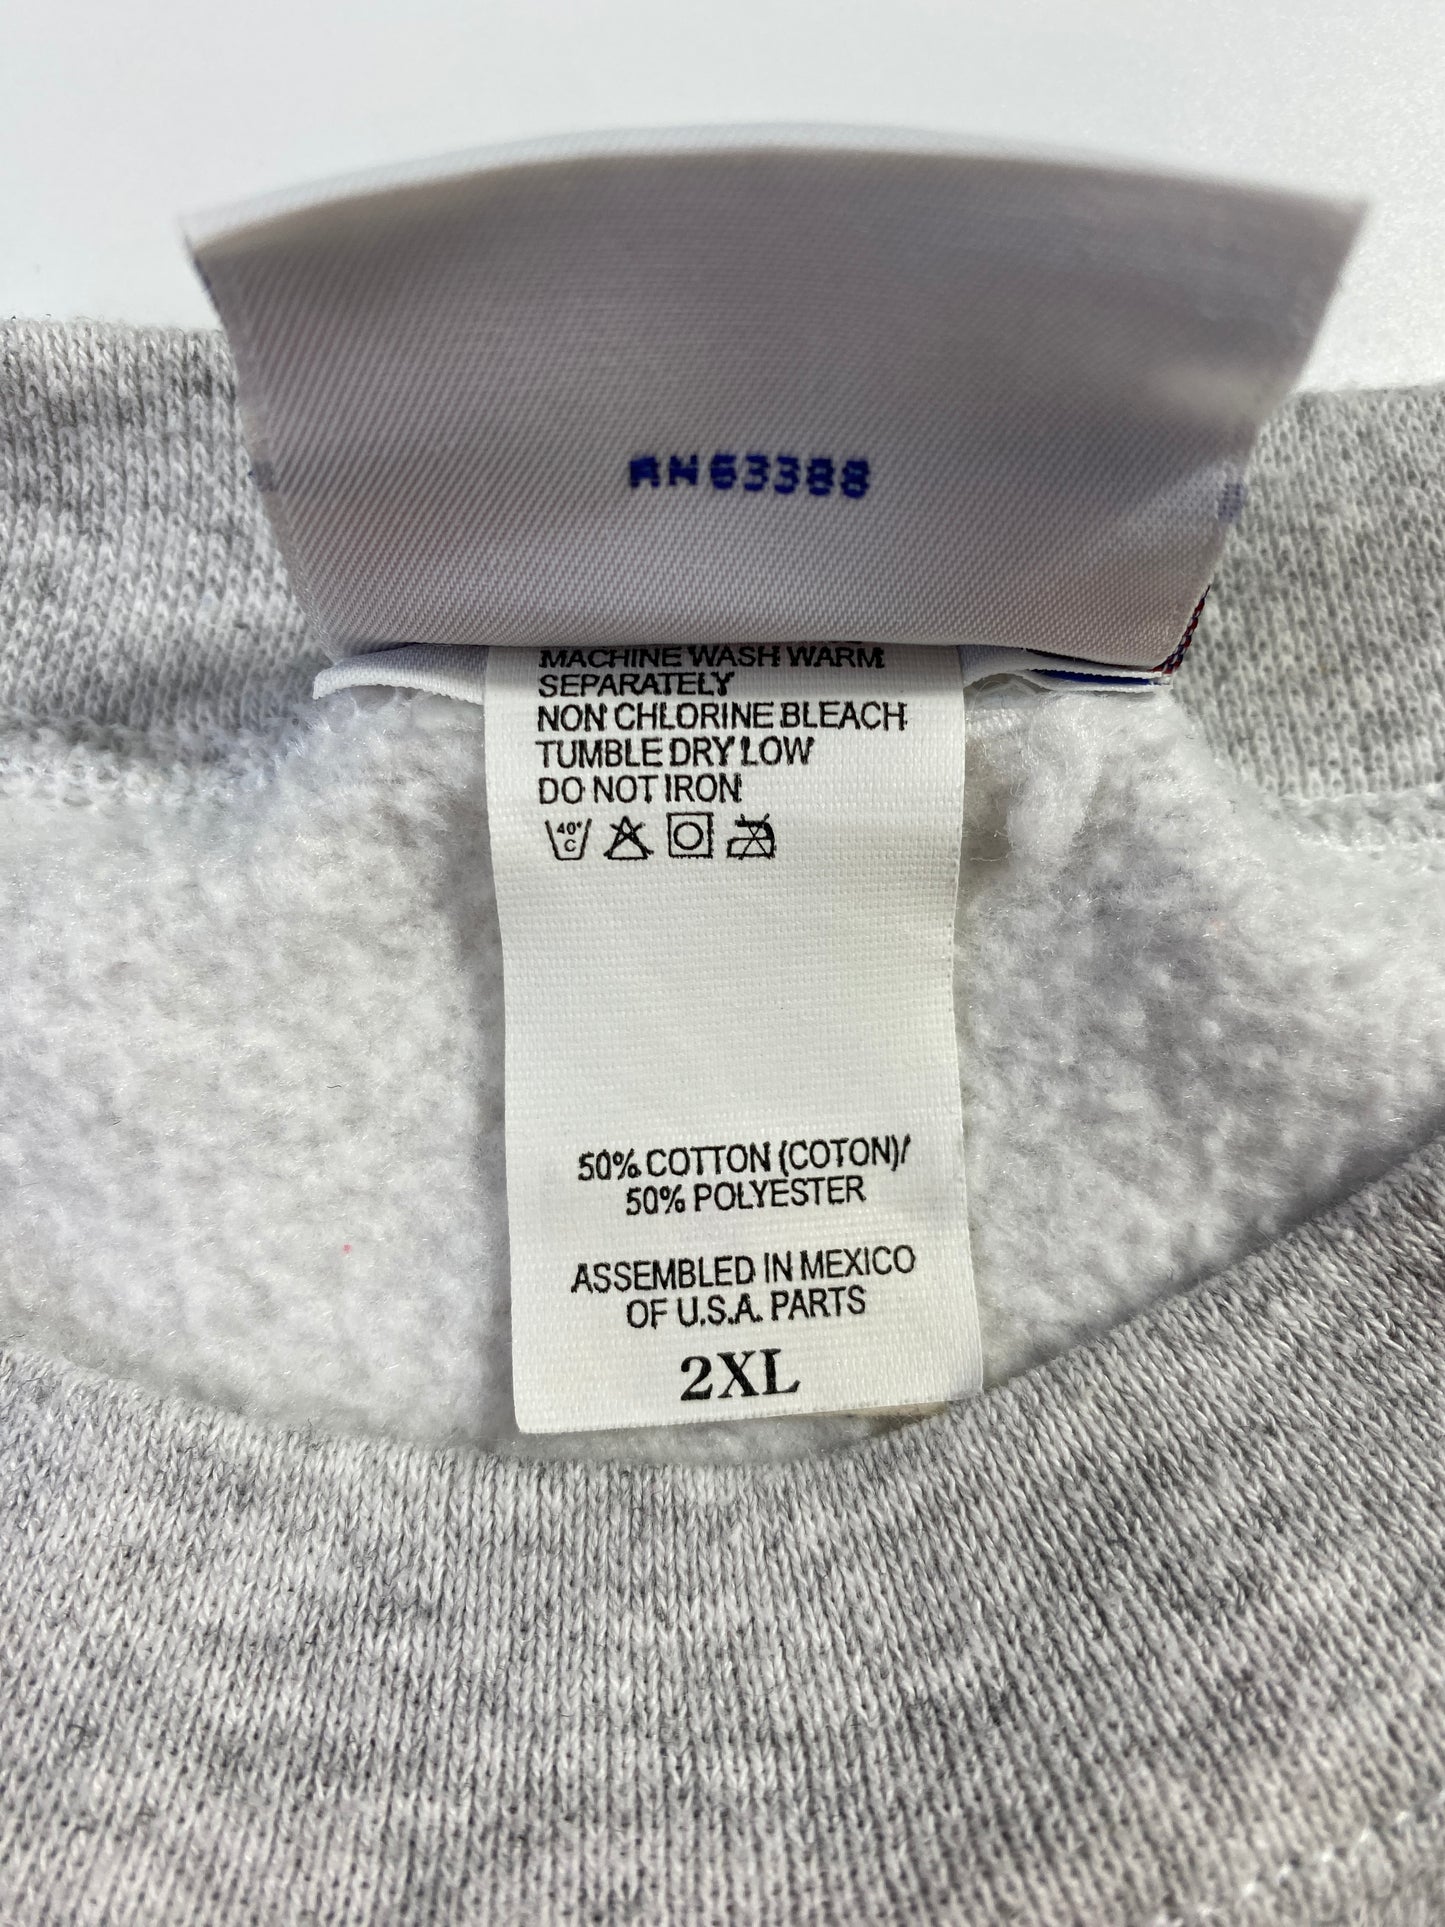 RN63388
MACHINE WASH WARM
SEPARATELY
NON CHLORINE BLEACH
TUMBLE DRY LOW
DO NOT IRON
40°
C
50% COTTON (COTON)/
50% POLYESTER
ASSEMBLED IN MEXICO
OF U.S.A. PARTS
2XL